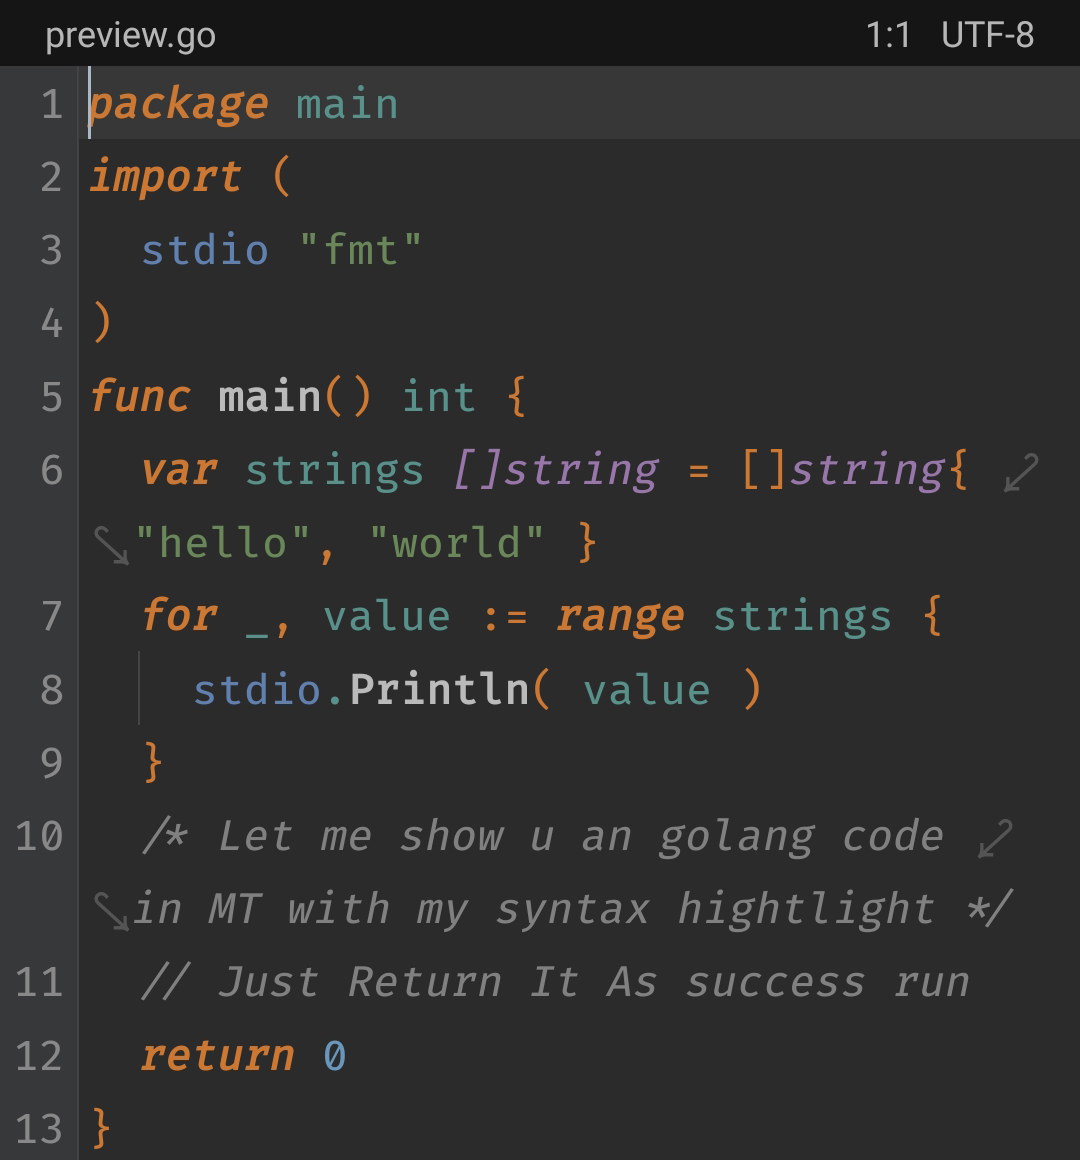 preview.go 1:1 UTF-8
1 package main
2 import (
3 stdio "fmt"
4 )
5 func main() int {
6 var strings []string = []string{
"hello", "world" }
7 for _, value := range strings {
8 stdio.Println( value )
9 }
10 /* Let me show u an golang code
in MT with my syntax hightlight */
11 // Just Return It As success run
12 return 0
13 }